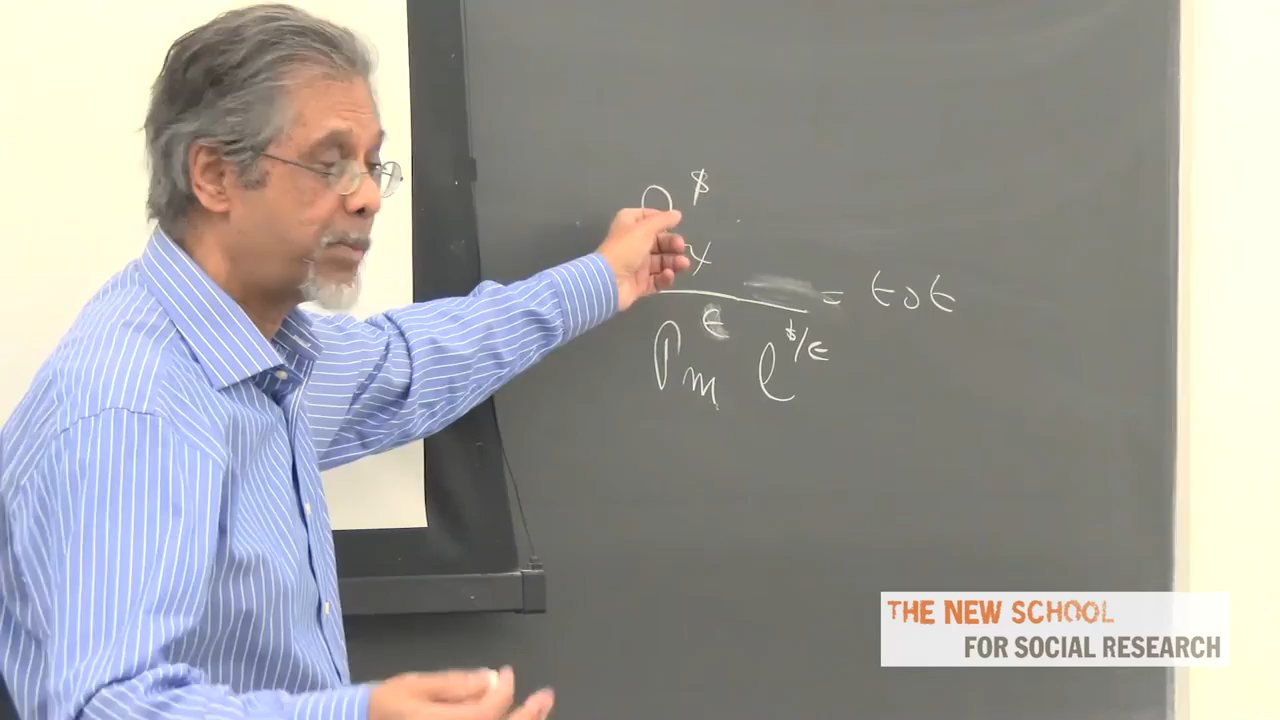 P $
x
= tot
P m € e $/€
THE NEW SCHOOL
FOR SOCIAL RESEARCH